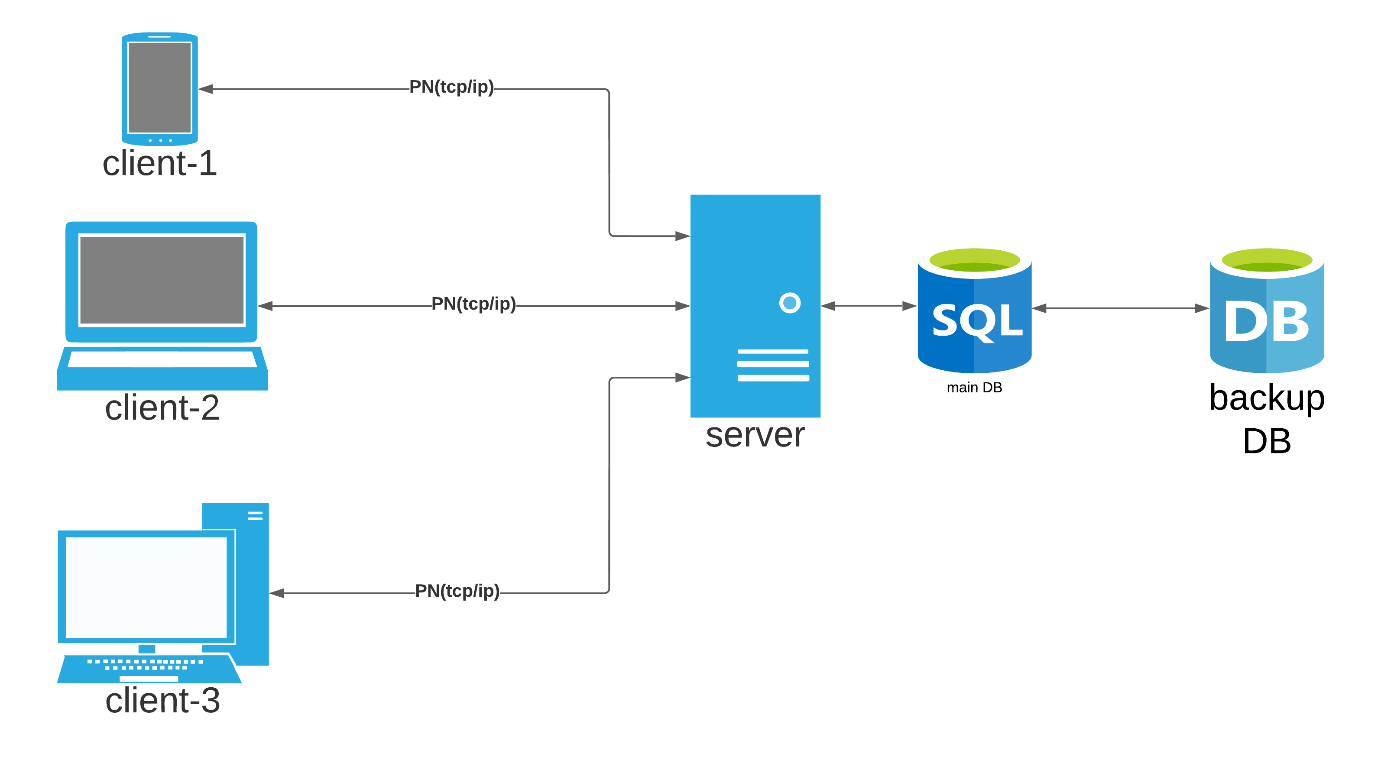 PN(tcp/ip)
client-1
PN(tcp/ip)
client-2
server
SQL
main DB
DB
backup
DB
PN(tcp/ip)
client-3